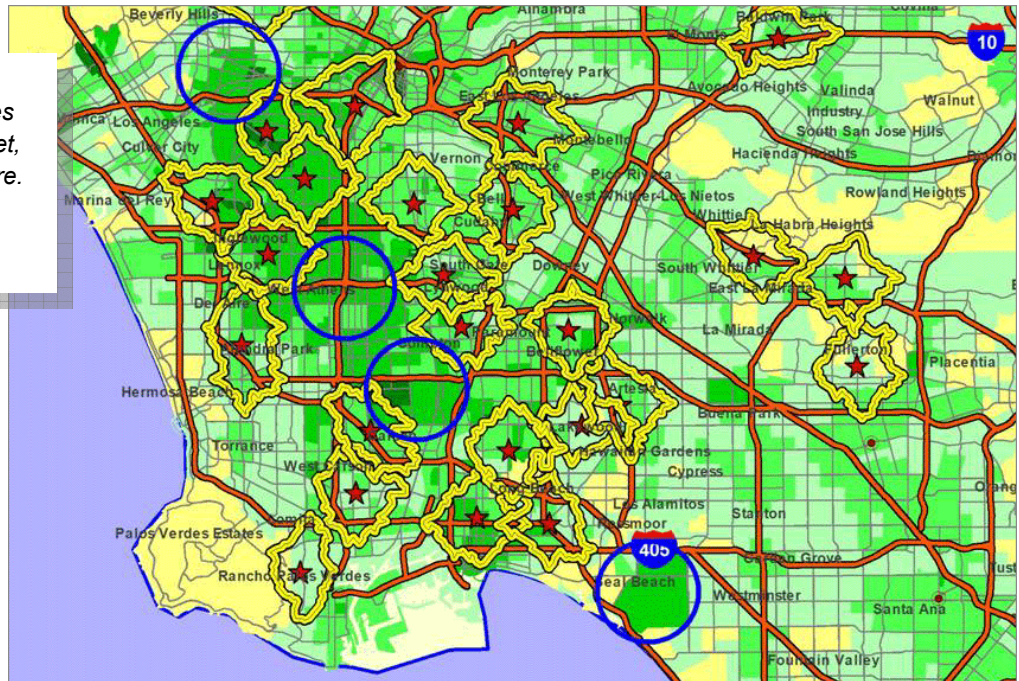 Beverly Hills
Alhambra
Baldwin Park
Covina
El Monte
10
Monterey Park
Avocado Heights
Valinda
Walnut
es
Los Angeles
Industry
et,
Culver City
Montebello
South San Jose Hills
Vernon
Hacienda Heights
re.
Pico Rivera
Marina del Rey
Bell
West Whittier-Los Nietos
Rowland Heights
Cudahy
Whittier
La Habra Heights
Inglewood
Lennox
South Gate
Downey
South Whittier
Lynwood
East La Mirada
Del Aire
West Athens
Paramount
Norwalk
La Mirada
Compton
Bellflower
Fullerton
Placentia
Hermosa Beach
Artesia
Buena Park
Lakewood
Torrance
Hawaiian Gardens
West Carson
Cypress
Long Beach
Los Alamitos
Stanton
Lomita
Rossmoor
Palos Verdes Estates
405
Garden Grove
Rancho Palos Verdes
Seal Beach
Westminster
Santa Ana
Fountain Valley